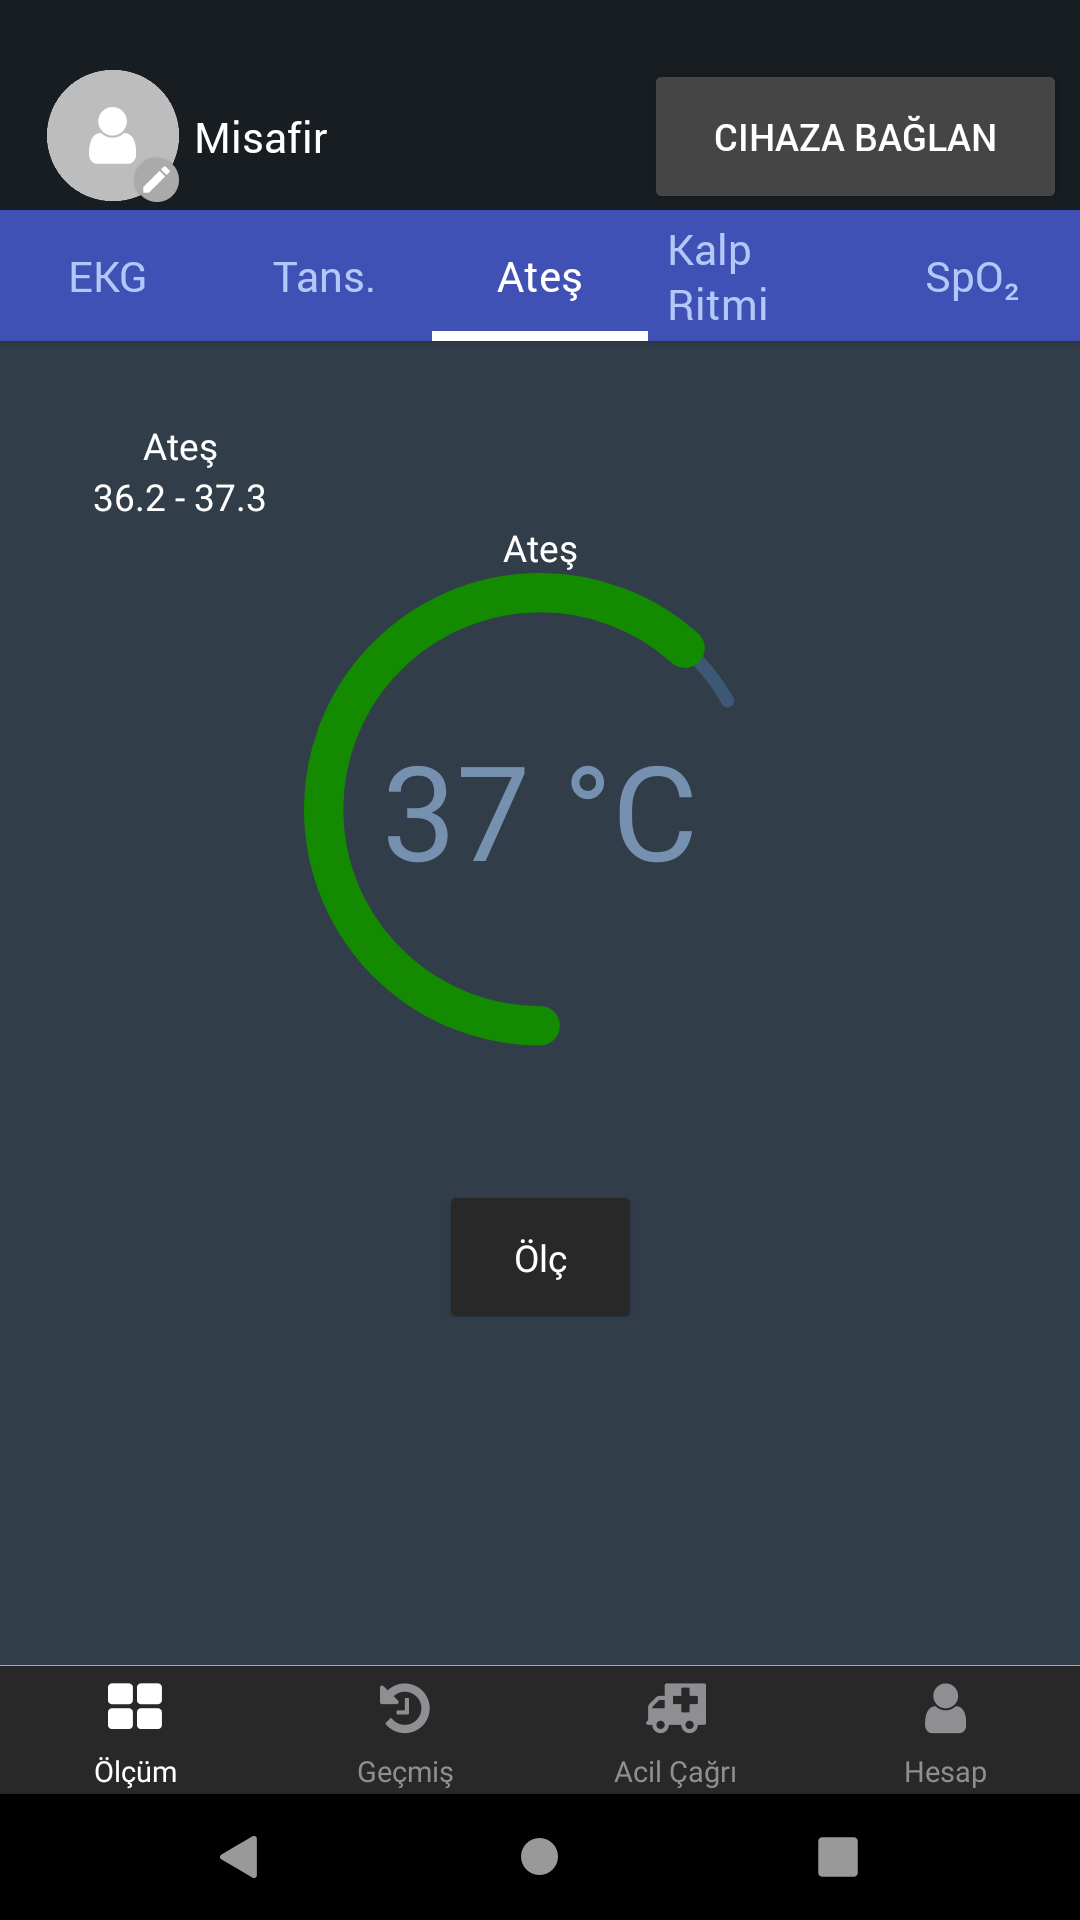 Misafir
CIHAZA BAĞLAN
EKG
Tans.
Ateş
Kalp
Ritmi
SpO₂
Ateş
36.2 - 37.3
Ateş
37 °C
Ölç
Ölçüm
Geçmiş
Acil Çağrı
Hesap